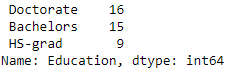 Doctorate    16
Bachelors    15
HS-grad       9
Name: Education, dtype: int64